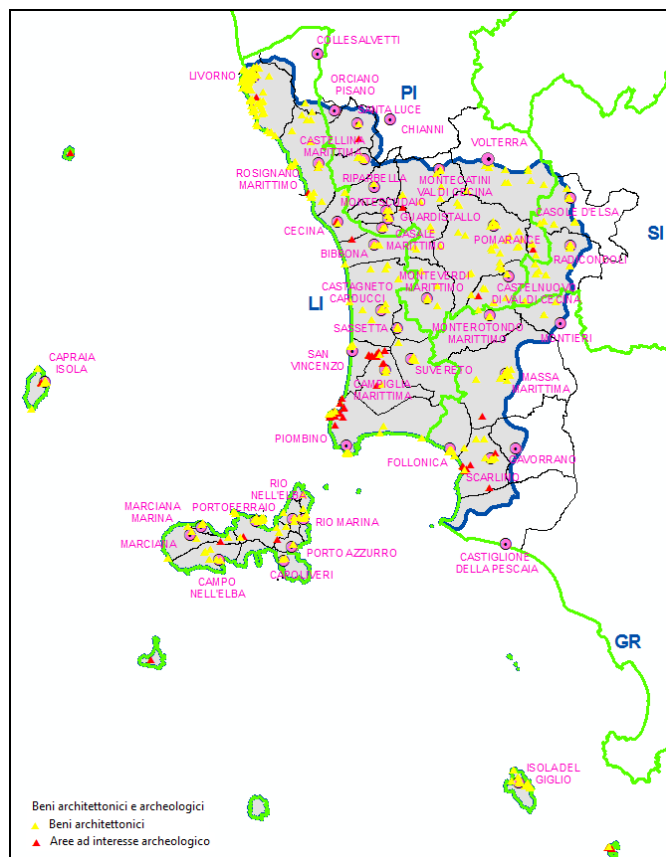 COLLESALVETTI
LIVORNO
ORCIANO
PISANO
PI
SANTA LUCE
CHIANNI
CASTELLINA
MARITTIMA
VOLTERRA
ROSIGNANO
MARITTIMO
RIPARBELLA
MONTECATINI
VAL DI CECINA
MONTESCUDAIO
GUARDISTALLO
CASOLE D'ELSA
CECINA
CASALE
MARITTIMO
POMARANCE
SI
BIBBONA
RADICONDOLI
MONTEVERDI
MARITTIMO
CASTELNUOVO
DI VAL DI CECINA
CASTAGNETO
CARDUCCI
LI
SASSETTA
MONTEROTONDO
MARITTIMO
MONTIERI
SAN
VINCENZO
SUVERETO
CAPRAIA
ISOLA
MASSA
MARITTIMA
CAMPIGLIA
MARITTIMA
PIOMBINO
FOLLONICA
GAVORRANO
SCARLINO
RIO
NELL'ELBA
MARCIANA
MARINA
PORTOFERRAIO
RIO MARINA
MARCIANA
PORTO AZZURRO
CAMPO
NELL'ELBA
CAPOLIVERI
CASTIGLIONE
DELLA PESCAIA
GR
ISOLA DEL
GIGLIO
Beni architettonici e archeologici
Beni architettonici
Aree ad interesse archeologico